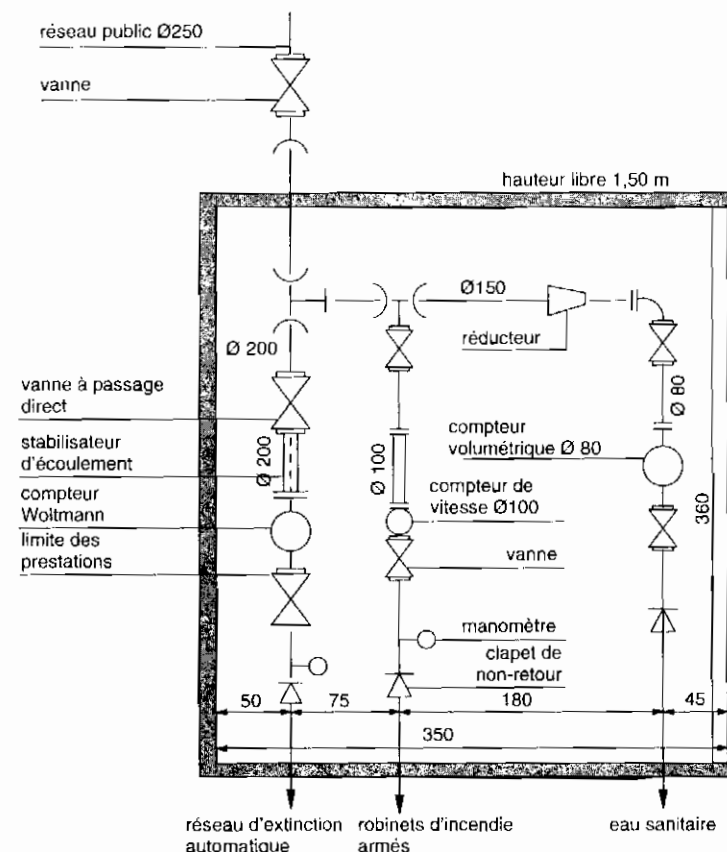 réseau public Ø250
vanne
hauteur libre 1,50 m
Ø150
réducteur
Ø 200
Ø 80
vanne à passage
direct
stabilisateur
d'écoulement
Ø 200
Ø 100
compteur
volumétrique Ø 80
compteur
Woltmann
compteur de
vitesse Ø100
360
limite des
prestations
vanne
manomètre
clapet de
non-retour
50
75
180
45
350
réseau d'extinction
automatique
robinets d'incendie
armés
eau sanitaire